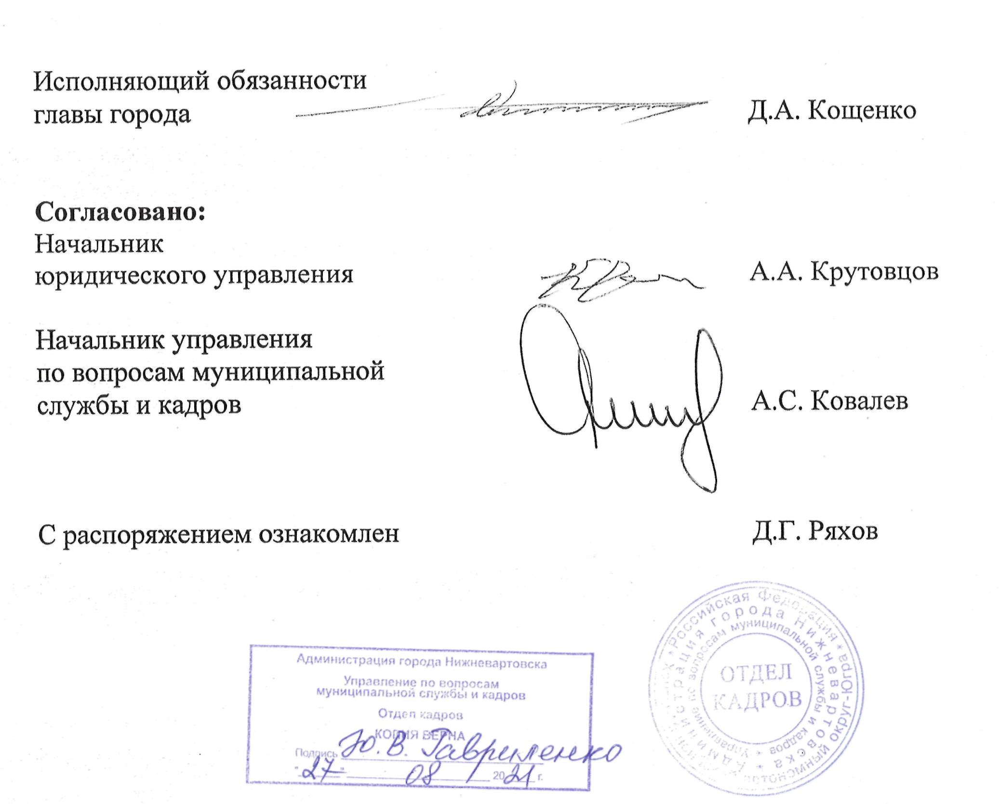 Исполняющий обязанности
главы города Д.А. Кощенко
Согласовано:
Начальник
юридического управления А.А. Крутовцов
Начальник управления
по вопросам муниципальной
службы и кадров А.С. Ковалев
С распоряжением ознакомлен Д.Г. Ряхов
Администрация города Нижневартовска
Управление по вопросам
муниципальной службы и кадров
Отдел кадров
КОПИЯ ВЕРНА
Подпись Ю.В. Гавриленко
"27" 08 2021 г.
Российская Федерация * автономный округ-Югра
Администрация города Нижневартовска *
Управление по вопросам муниципальной службы и кадров *
ОТДЕЛ
КАДРОВ